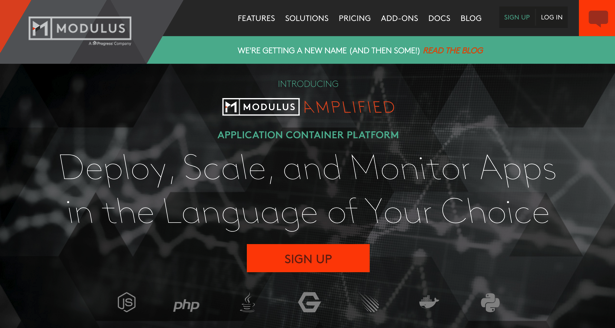 MODULUS
A Progress Company
FEATURES SOLUTIONS PRICING ADD-ONS DOCS BLOG SIGN UP LOG IN
WE'RE GETTING A NEW NAME (AND THEN SOME!) READ THE BLOG
INTRODUCING
MODULUS AMPLIFIED
APPLICATION CONTAINER PLATFORM
Deploy, Scale, and Monitor Apps
in the Language of Your Choice
SIGN UP
JS php